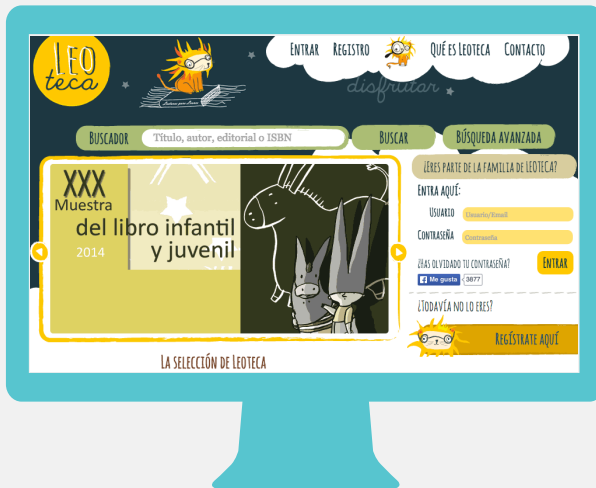 LEO
teca
ENTRAR REGISTRO QUÉ ES LEOTECA CONTACTO
disfrutar
BUSCADOR Título, autor, editorial o ISBN BUSCAR BÚSQUEDA AVANZADA
XXX
Muestra
del libro infantil
y juvenil
2014
¿ERES PARTE DE LA FAMILIA DE LEOTECA?
ENTRA AQUÍ:
USUARIO Usuario/Email
CONTRASEÑA Contraseña
¿HAS OLVIDADO TU CONTRASEÑA? ENTRAR
Me gusta 3877
¿TODAVÍA NO LO ERES?
REGÍSTRATE AQUÍ
LA SELECCIÓN DE LEOTECA